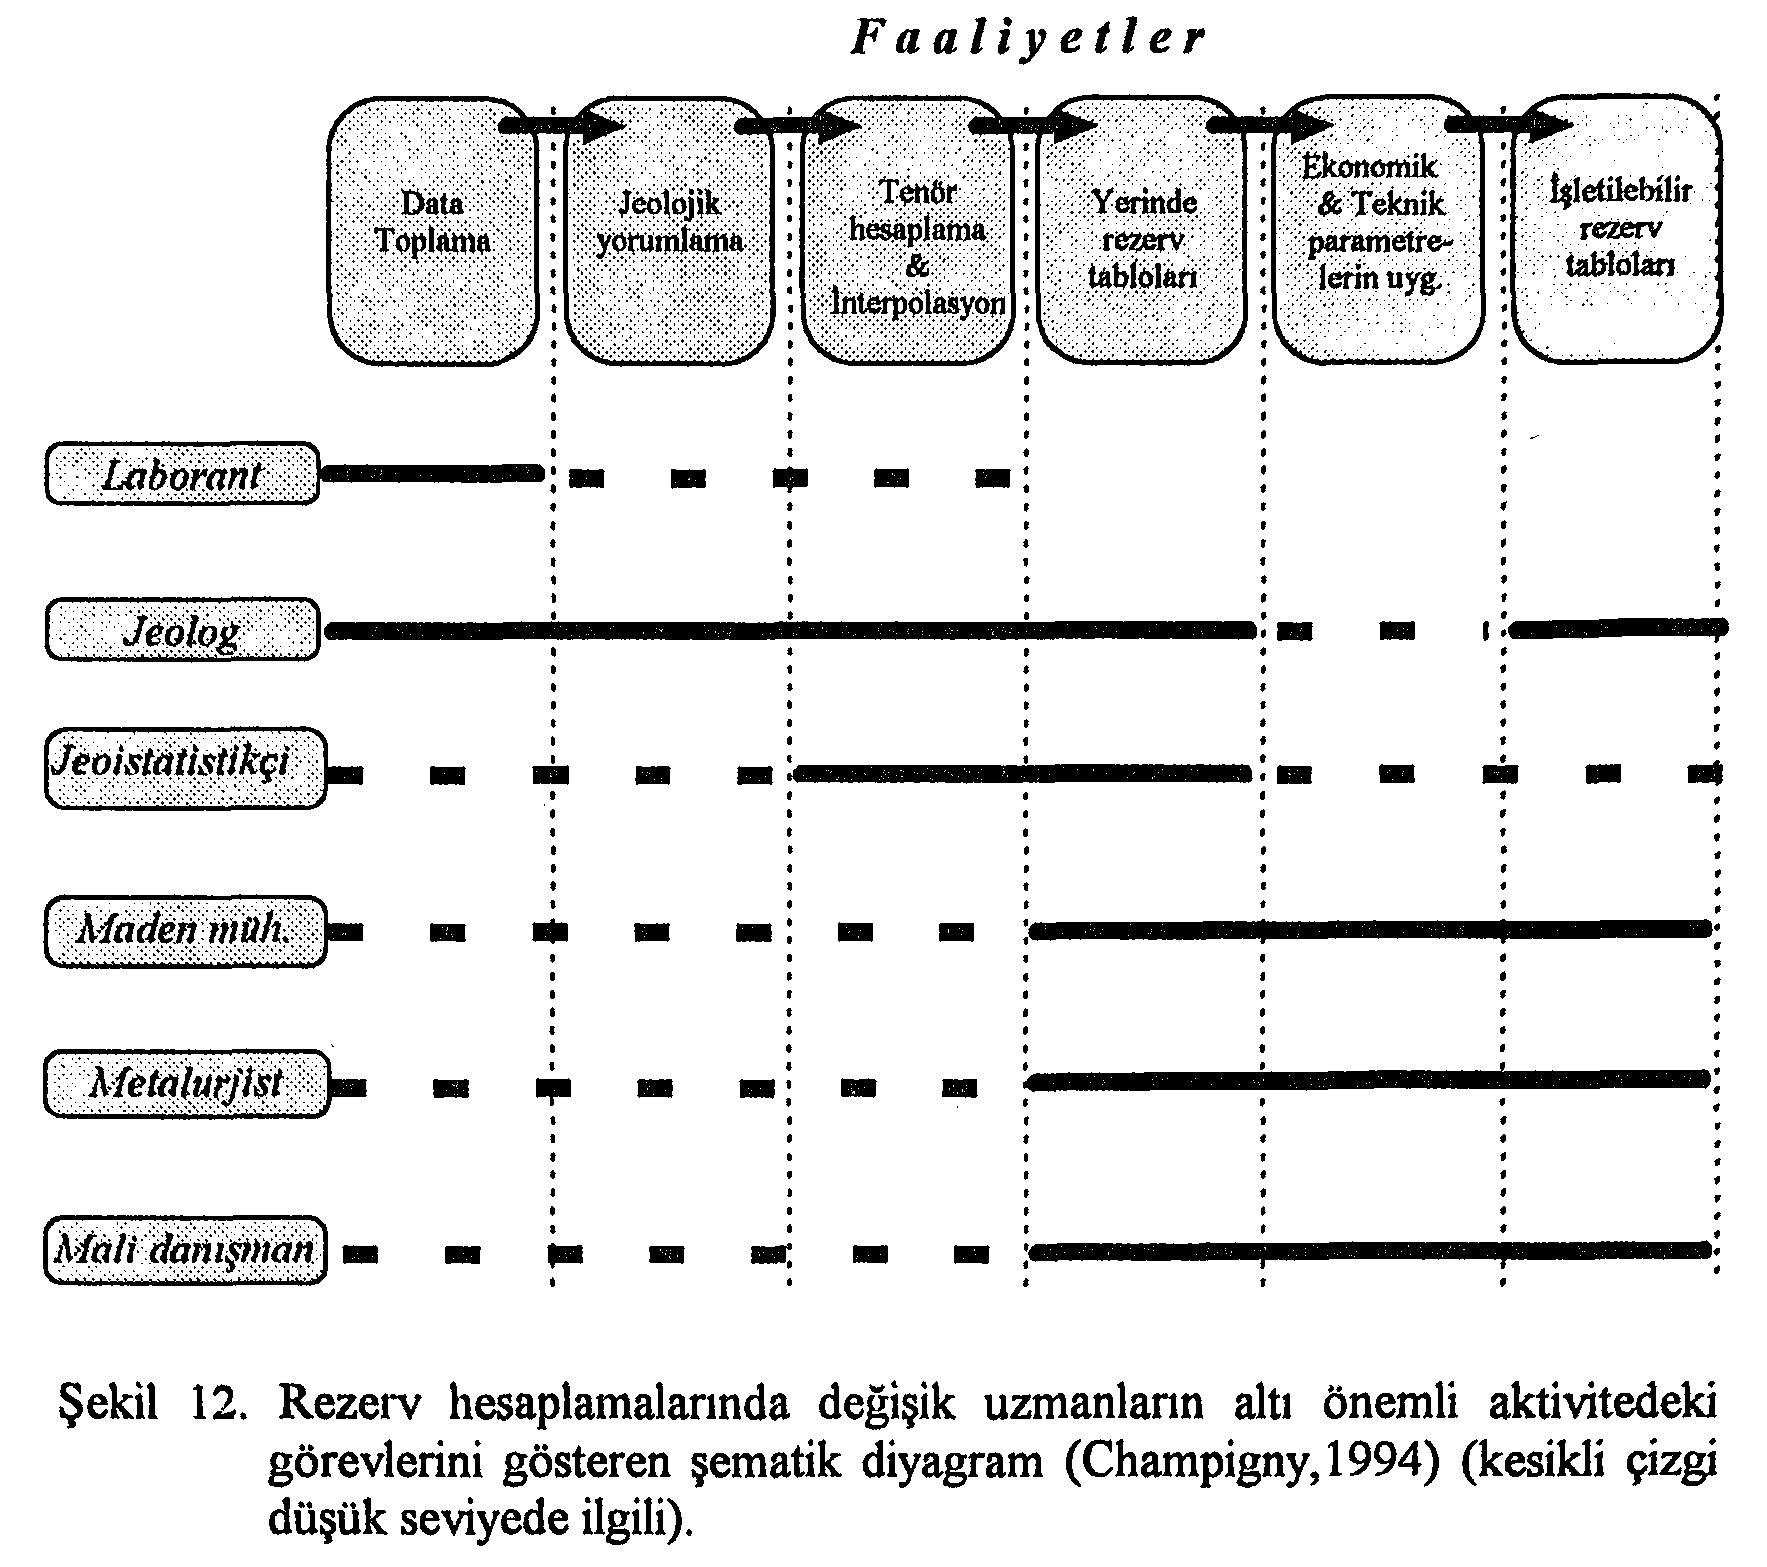 Faaliyetler
Data
Toplama
Jeolojik
yorumlama
Tenör
hesaplama
&
İnterpolasyon
Yerinde
rezerv
tabloları
Ekonomik
& Teknik
parametre-
lerin uyg.
İşletilebilir
rezerv
tabloları
Laborant
Jeolog
Jeoistatistikçi
Maden müh.
Metalurjist
Mali danışman
Şekil 12. Rezerv hesaplamalarında değişik uzmanların altı önemli aktivitedeki
görevlerini gösteren şematik diyagram (Champigny,1994) (kesikli çizgi
düşük seviyede ilgili).